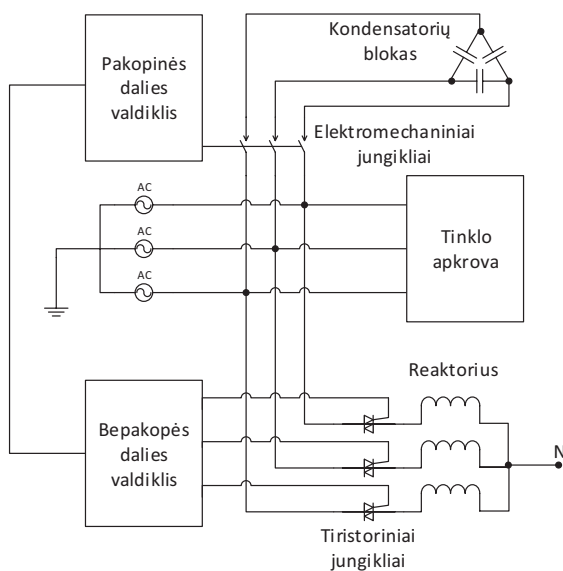 Pakopinės
dalies
valdiklis
Kondensatorių
blokas
Elektromechaniniai
jungikliai
AC
AC
AC
Tinklo
apkrova
Reaktorius
Bepakopės
dalies
valdiklis
N
Tiristoriniai
jungikliai